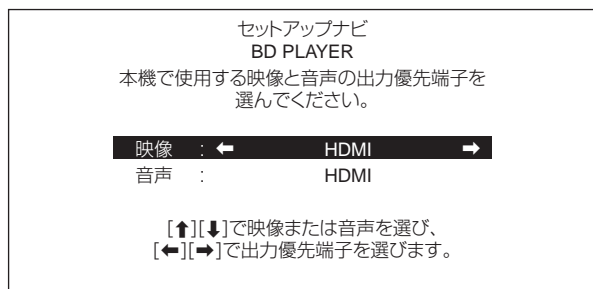 セットアップナビ
BD PLAYER
本機で使用する映像と音声の出力優先端子を
選んでください。
映像 : ← HDMI →
音声 : HDMI
[↑][↓]で映像または音声を選び、
[←][→]で出力優先端子を選びます。